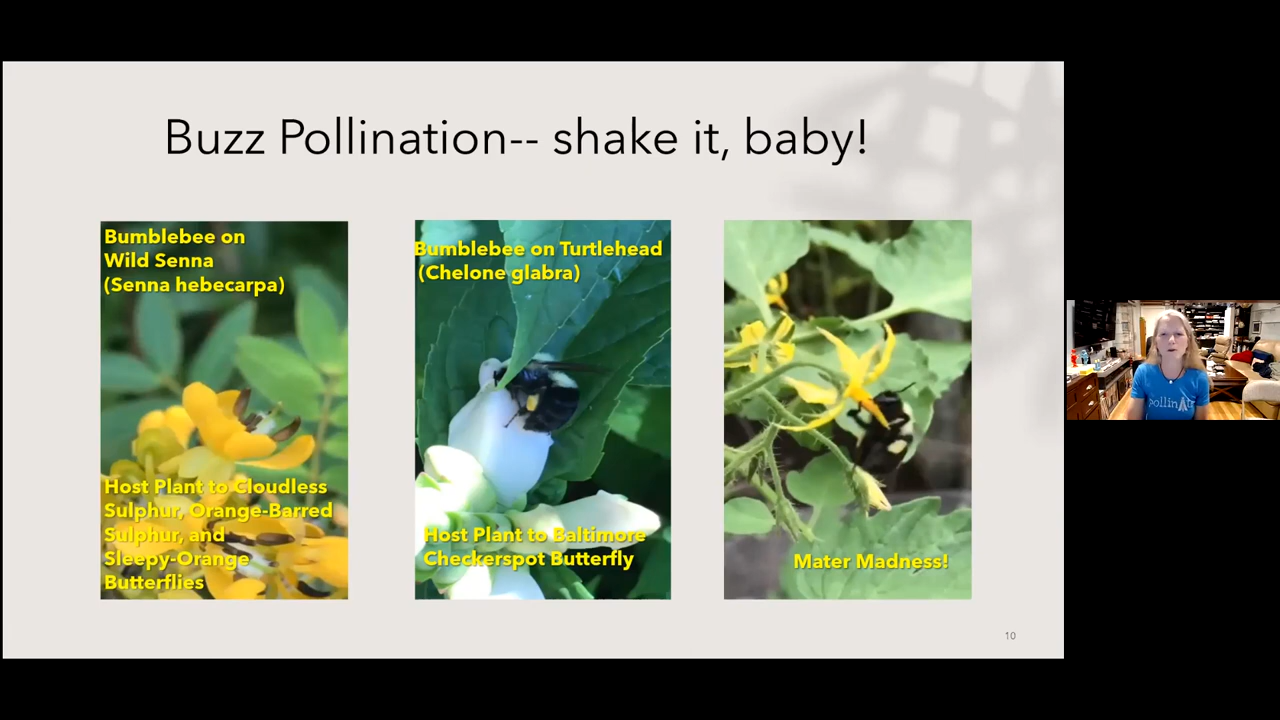 Buzz Pollination-- shake it, baby!
Bumblebee on
Wild Senna
(Senna hebecarpa)
Host Plant to Cloudless
Sulphur, Orange-Barred
Sulphur, and
Sleepy-Orange
Butterflies
Bumblebee on Turtlehead
(Chelone glabra)
Host Plant to Baltimore
Checkerspot Butterfly
Mater Madness!
10